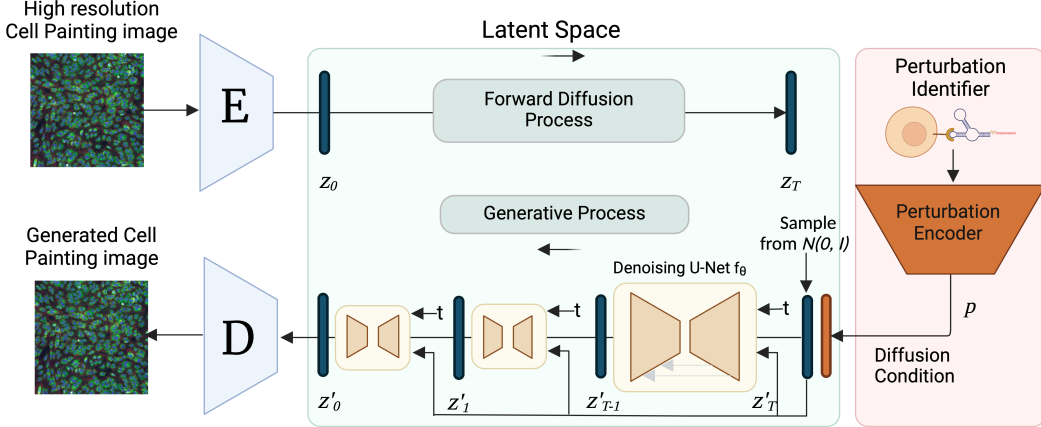 High resolution
Cell Painting image
E
Latent Space
Forward Diffusion
Process
z0
zT
Perturbation
Identifier
Perturbation
Encoder
p
Diffusion
Condition
Generative Process
Sample
from N(0, I)
Denoising U-Net fθ
t
t
t
z'0
z'1
z'T-1
z'T
Generated Cell
Painting image
D